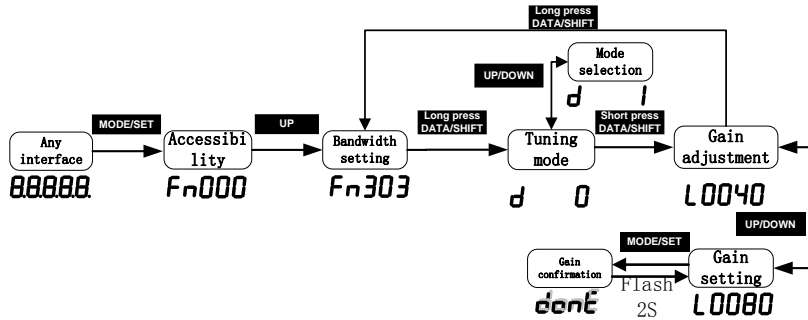 Long press
DATA/SHIFT
Mode
selection
UP/DOWN
d 1
MODE/SET
UP
Long press
DATA/SHIFT
Short press
DATA/SHIFT
Any
interface
Accessibi
lity
Bandwidth
setting
Tuning
mode
Gain
adjustment
8.8.8.8.8.
Fn000
Fn303
d 0
L0040
UP/DOWN
MODE/SET
Gain
confirmation
Gain
setting
Flash
2S
donE
L0080